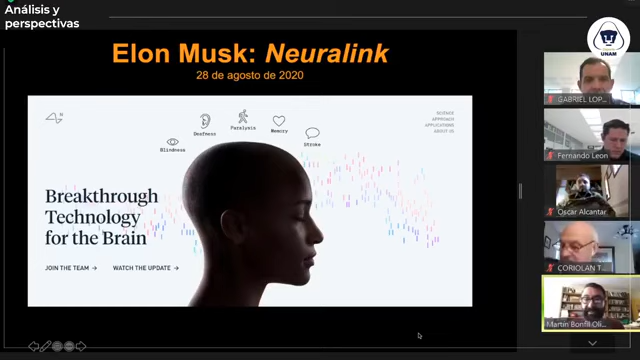 Análisis y
perspectivas
UNAM
Elon Musk: Neuralink
28 de agosto de 2020
Blindness
Deafness
Paralysis
Memory
Stroke
SCIENCE
APPROACH
APPLICATIONS
ABOUT US
Breakthrough
Technology
for the Brain
JOIN THE TEAM →
WATCH THE UPDATE →
GABRIEL LOP...
Fernando Leon
Oscar Alcantar
CORIOLAN T...
Martin Bonfil Oli...